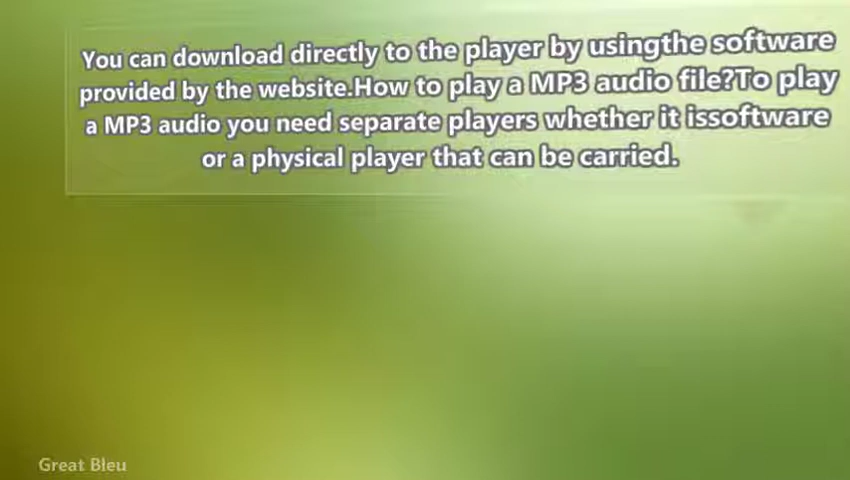 You can download directly to the player by usingthe software
provided by the website.How to play a MP3 audio file?To play
a MP3 audio you need separate players whether it issoftware
or a physical player that can be carried.
Great Bleu